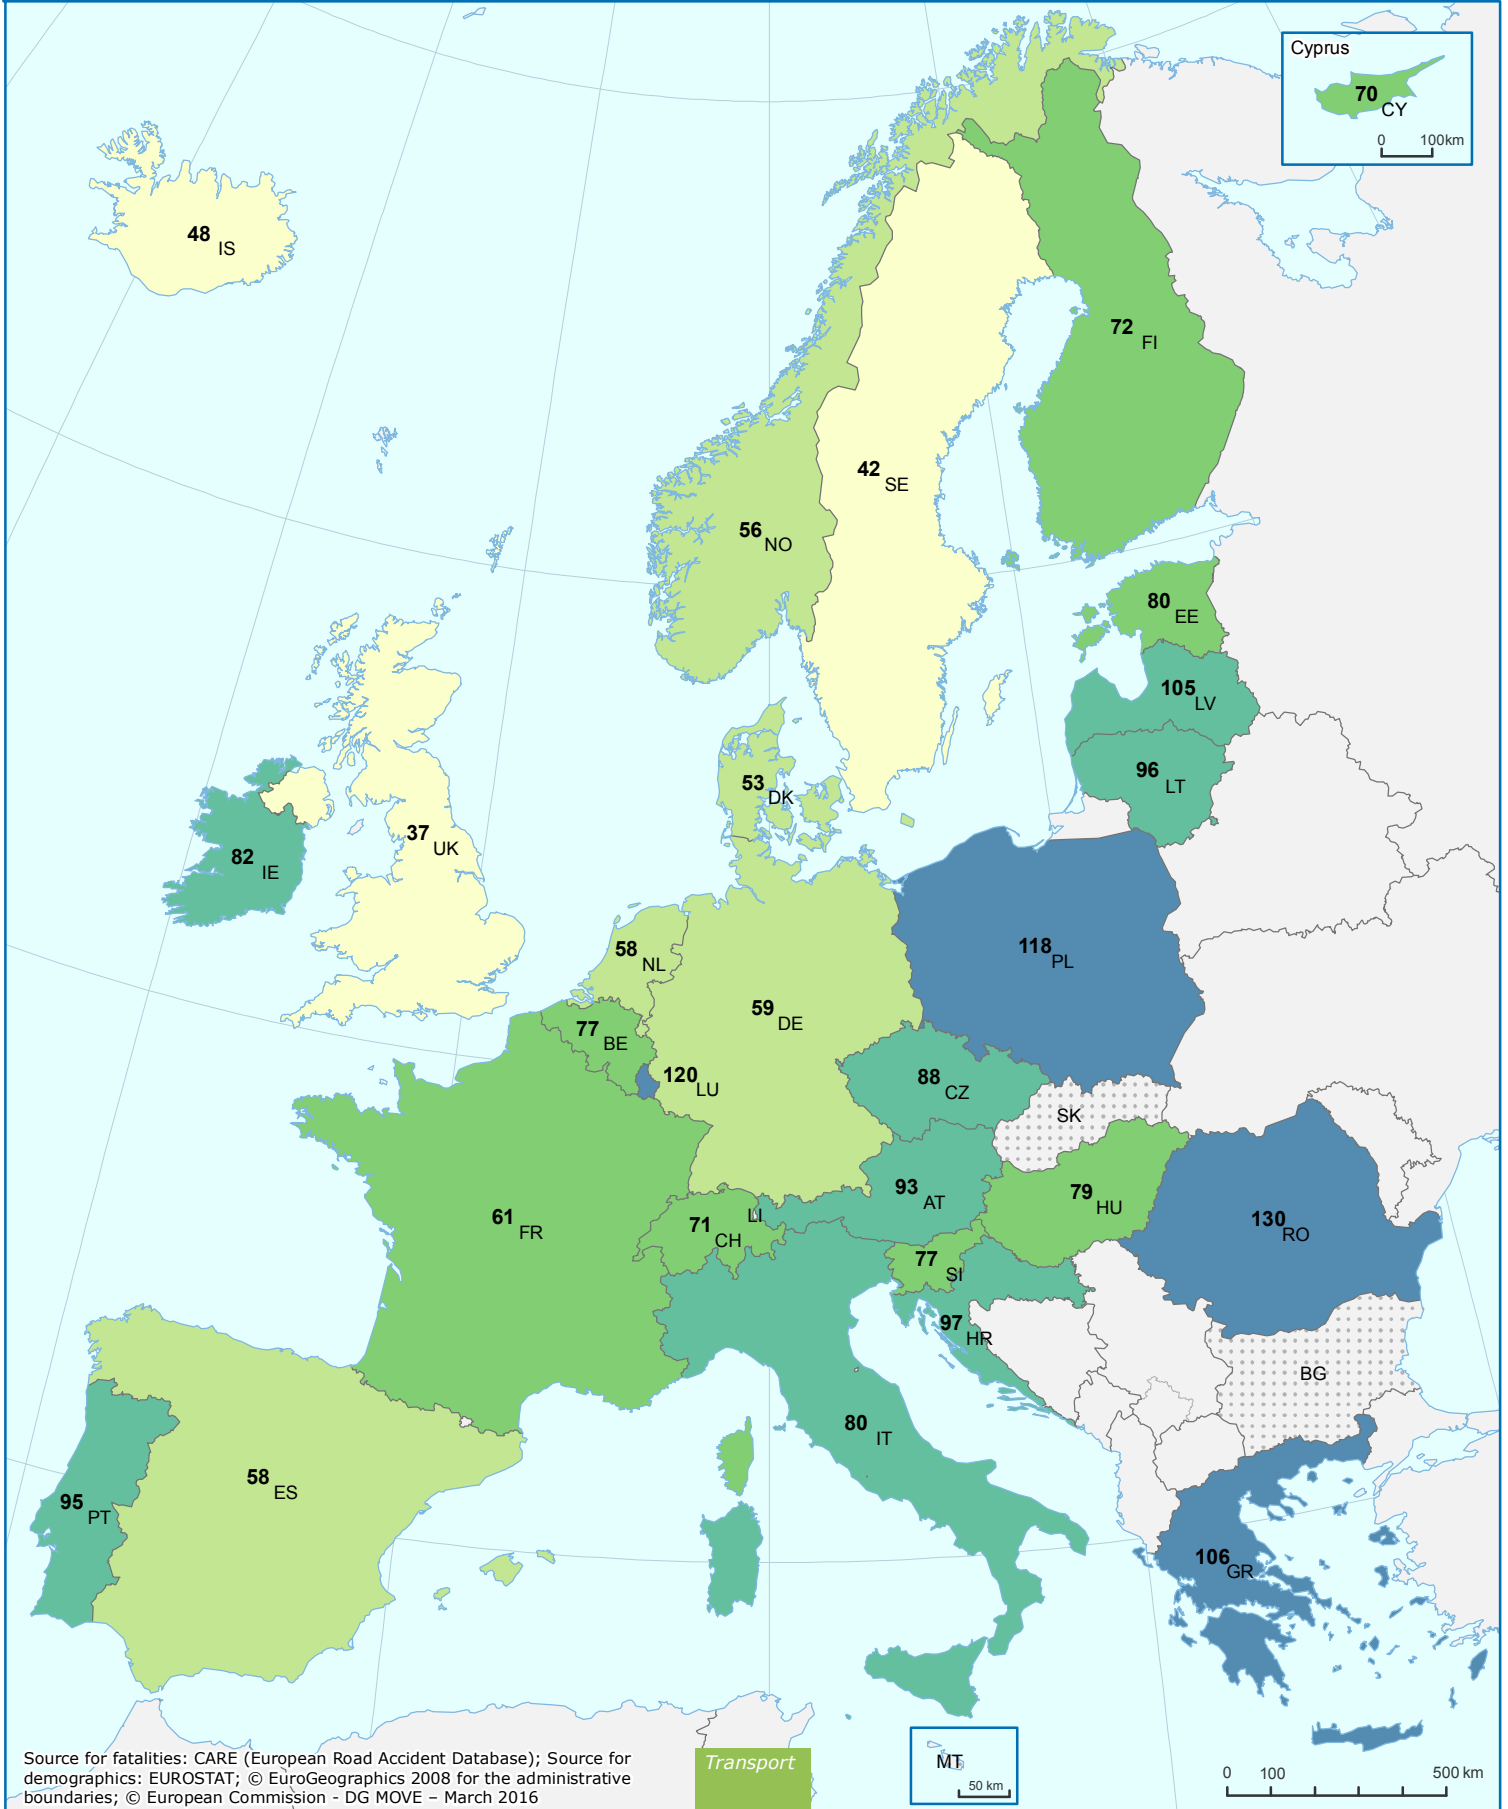 Cyprus
70 CY
0 100km
48 IS
72 FI
42 SE
56 NO
80 EE
105 LV
96 LT
53 DK
37 UK
82 IE
118 PL
58 NL
59 DE
77 BE
120 LU
88 CZ
SK
93 AT
79 HU
130 RO
61 FR
71 CH
LI
77 SI
97 HR
BG
80 IT
58 ES
95 PT
106 GR
Source for fatalities: CARE (European Road Accident Database); Source for
demographics: EUROSTAT; © EuroGeographics 2008 for the administrative
boundaries; © European Commission - DG MOVE – March 2016
Transport
MT
50 km
0 100 500 km